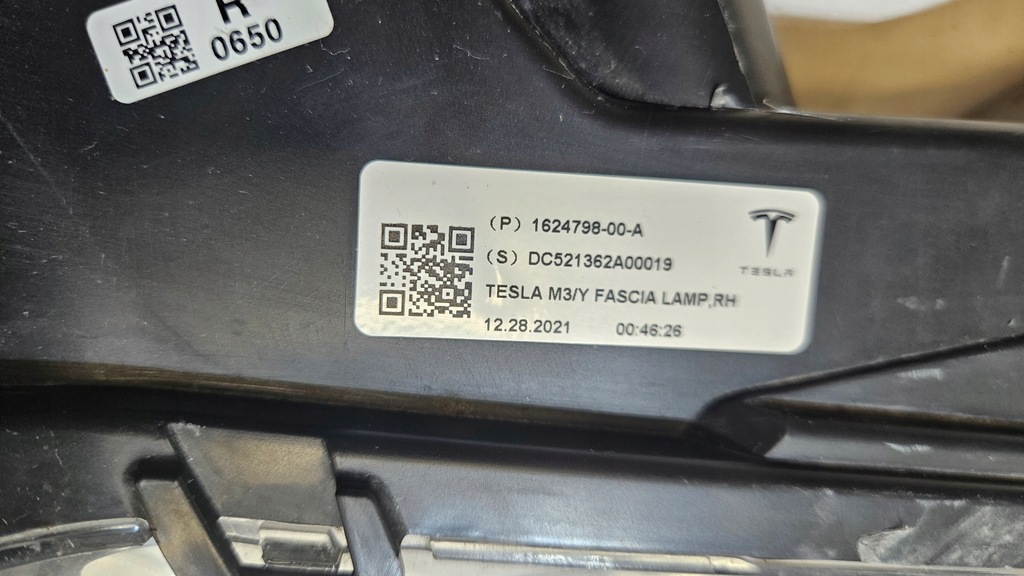 R
0650
(P) 1624798-00-A
(S) DC521362A00019
TESLA M3/Y FASCIA LAMP,RH
12.28.2021 00:46:26
TESLA